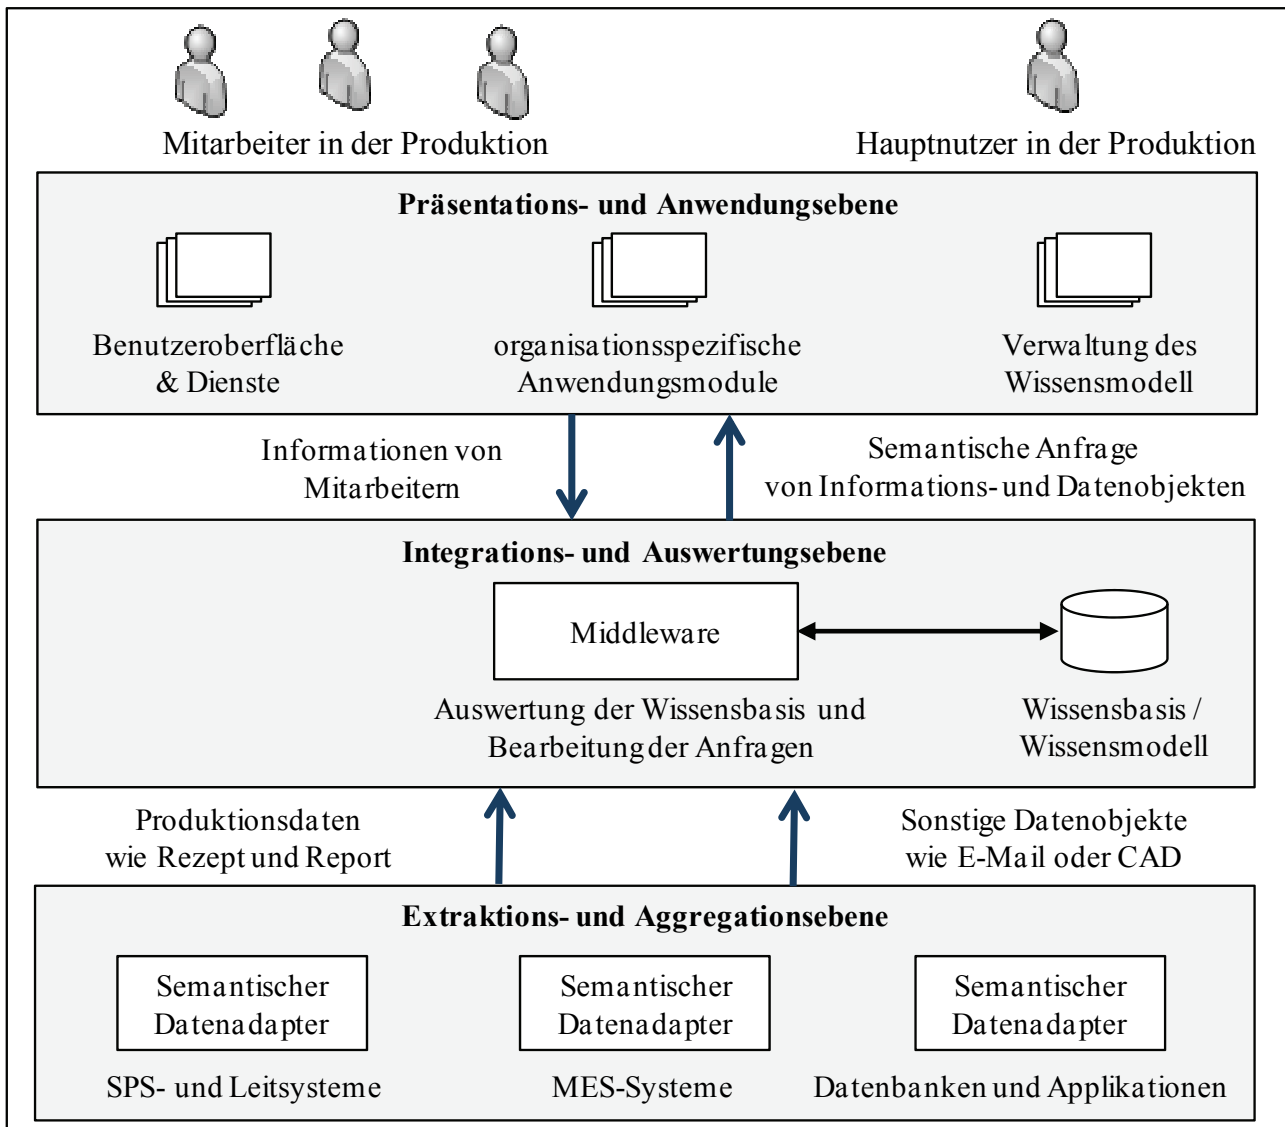 Mitarbeiter in der Produktion
Hauptnutzer in der Produktion
Präsentations- und Anwendungsebene
Benutzeroberfläche
& Dienste
organisationsspezifische
Anwendungsmodule
Verwaltung des
Wissensmodell
Informationen von
Mitarbeitern
Semantische Anfrage
von Informations- und Datenobjekten
Integrations- und Auswertungsebene
Middleware
Auswertung der Wissensbasis und
Bearbeitung der Anfragen
Wissensbasis /
Wissensmodell
Produktionsdaten
wie Rezept und Report
Sonstige Datenobjekte
wie E-Mail oder CAD
Extraktions- und Aggregationsebene
Semantischer
Datenadapter
Semantischer
Datenadapter
Semantischer
Datenadapter
SPS- und Leitsysteme
MES-Systeme
Datenbanken und Applikationen